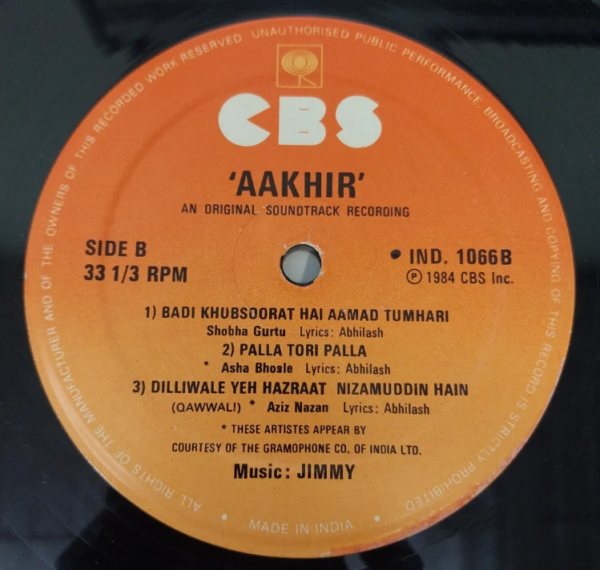 ALL RIGHTS OF THE MANUFACTURER AND OF THE OWNERS OF THIS RECORDED WORK RESERVED UNAUTHORISED PUBLIC PERFORMANCE BROADCASTING AND COPYING OF THIS RECORD IS STRICTLY PROHIBITED
CBS
'AAKHIR'
AN ORIGINAL SOUNDTRACK RECORDING
SIDE B
33 1/3 RPM
IND. 1066B
℗ 1984 CBS Inc.
1) BADI KHUBSOORAT HAI AAMAD TUMHARI
Shobha Gurtu Lyrics: Abhilash
2) PALLA TORI PALLA
* Asha Bhosle Lyrics: Abhilash
3) DILLIWALE YEH HAZRAAT NIZAMUDDIN HAIN
(QAWWALI) * Aziz Nazan Lyrics: Abhilash
* THESE ARTISTES APPEAR BY
COURTESY OF THE GRAMOPHONE CO. OF INDIA LTD.
Music: JIMMY
• MADE IN INDIA •